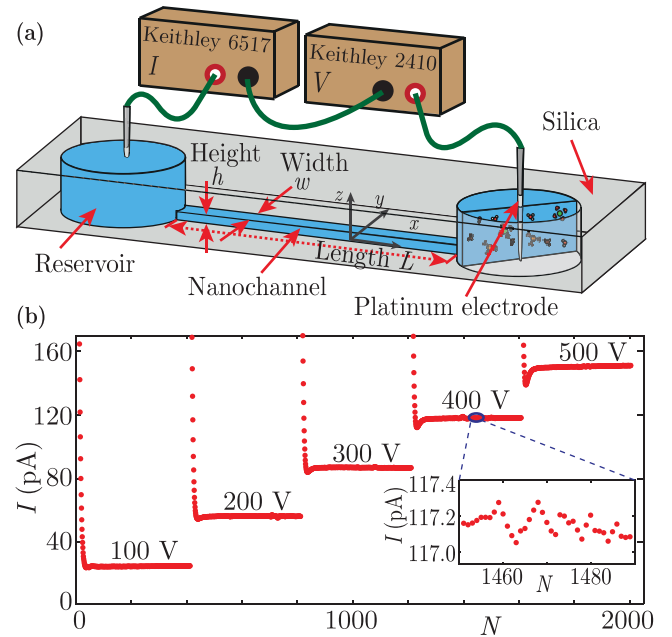 (a)
Keithley 6517
I
Keithley 2410
V
Silica
Height
h
Width
w
z
y
x
Length L
Reservoir
Nanochannel
Platinum electrode
(b)
160
120
80
40
0
I (pA)
100 V
200 V
300 V
400 V
500 V
117.4
117.2
117.0
I (pA)
1460
N
1480
0
1000
N
2000